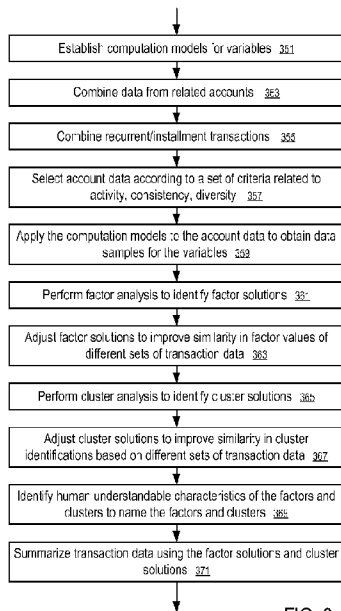 Establish computation models for variables 351
Combine data from related accounts 353
Combine recurrent/installment transactions 355
Select account data according to a set of criteria related to
activity, consistency, diversity 357
Apply the computation models to the account data to obtain data
samples for the variables 359
Perform factor analysis to identify factor solutions 361
Adjust factor solutions to improve similarity in factor values of
different sets of transaction data 363
Perform cluster analysis to identify cluster solutions 365
Adjust cluster solutions to improve similarity in cluster
identifications based on different sets of transaction data 367
Identify human understandable characteristics of the factors and
clusters to name the factors and clusters 369
Summarize transaction data using the factor solutions and cluster
solutions 371